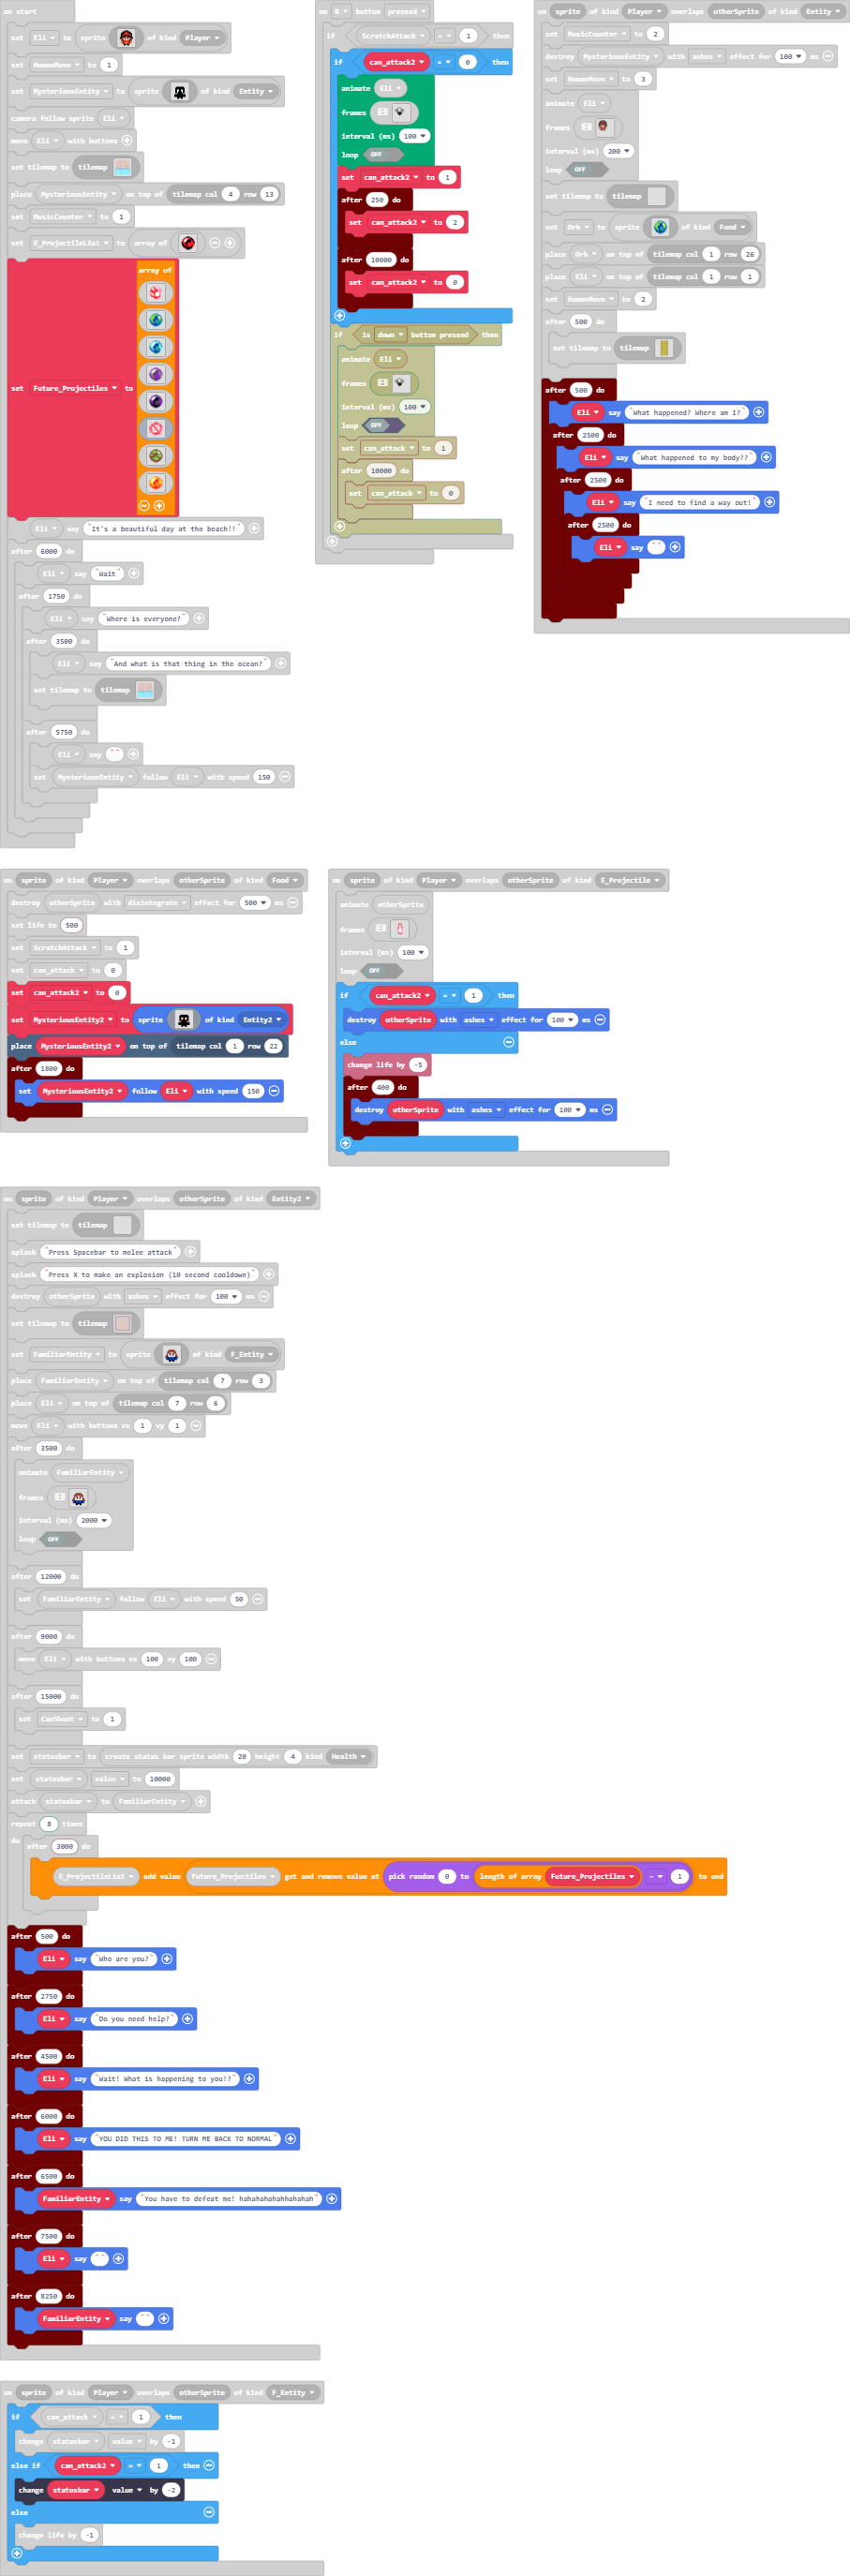 on start
set Eli to sprite of kind Player
set HumanMove to 1
set MysteriousEntity to sprite of kind Entity
camera follow sprite Eli
move Eli with buttons
set tilemap to tilemap
place MysteriousEntity on top of tilemap col 4 row 13
set MusicCounter to 1
set E_ProjectileList to array of
array of
set Future_Projectiles to
Eli say "It's a beautiful day at the beach!!"
after 6000 do
Eli say "Wait"
after 1750 do
Eli say "Where is everyone?"
after 3500 do
Eli say "And what is that thing in the ocean?"
set tilemap to tilemap
after 5750 do
Eli say " "
set MysteriousEntity follow Eli with speed 150
on B button pressed
if ScratchAttack = 1 then
if can_attack2 = 0 then
animate Eli
frames
interval (ms) 100
loop OFF
set can_attack2 to 1
after 250 do
set can_attack2 to 2
after 10000 do
set can_attack2 to 0
if is down button pressed then
animate Eli
frames
interval (ms) 100
loop OFF
set can_attack to 1
after 10000 do
set can_attack to 0
on sprite of kind Player overlaps otherSprite of kind Entity
set MusicCounter to 2
destroy MysteriousEntity with ashes effect for 100 ms
set HumanMove to 3
animate Eli
frames
interval (ms) 200
loop OFF
set tilemap to tilemap
set Orb to sprite of kind Food
place Orb on top of tilemap col 1 row 26
place Eli on top of tilemap col 1 row 1
set HumanMove to 2
after 500 do
set tilemap to tilemap
after 500 do
Eli say "What happened? Where am I?"
after 2500 do
Eli say "What happened to my body??"
after 2500 do
Eli say "I need to find a way out!"
after 2500 do
Eli say " "
on sprite of kind Player overlaps otherSprite of kind Food
destroy otherSprite with disintegrate effect for 500 ms
set life to 500
set ScratchAttack to 1
set can_attack to 0
set can_attack2 to 0
set MysteriousEntity2 to sprite of kind Entity2
place MysteriousEntity2 on top of tilemap col 1 row 22
after 1800 do
set MysteriousEntity2 follow Eli with speed 150
on sprite of kind Player overlaps otherSprite of kind E_Projectile
animate otherSprite
frames
interval (ms) 100
loop OFF
if can_attack2 = 1 then
destroy otherSprite with ashes effect for 100 ms
else
change life by -5
after 400 do
destroy otherSprite with ashes effect for 100 ms
on sprite of kind Player overlaps otherSprite of kind Entity2
set tilemap to tilemap
splash "Press Spacebar to melee attack"
splash "Press X to make an explosion (10 second cooldown)"
destroy otherSprite with ashes effect for 100 ms
set tilemap to tilemap
set FamiliarEntity to sprite of kind F_Entity
place FamiliarEntity on top of tilemap col 7 row 3
place Eli on top of tilemap col 7 row 6
move Eli with buttons vx 1 vy 1
after 3500 do
animate FamiliarEntity
frames
interval (ms) 2000
loop OFF
after 12000 do
set FamiliarEntity follow Eli with speed 50
after 9000 do
move Eli with buttons vx 100 vy 100
after 15000 do
set CanShoot to 1
set statusbar to create status bar sprite width 20 height 4 kind Health
set statusbar value to 10000
attach statusbar to FamiliarEntity
repeat 8 times
do after 3000 do
E_ProjectileList add value Future_Projectiles get and remove value at pick random 0 to length of array Future_Projectiles - 1 to end
after 500 do
Eli say "Who are you?"
after 2750 do
Eli say "Do you need help?"
after 4500 do
Eli say "Wait! What is happening to you!?"
after 6000 do
Eli say "YOU DID THIS TO ME! TURN ME BACK TO NORMAL"
after 6500 do
FamiliarEntity say "You have to defeat me! hahahahahahhahahah"
after 7500 do
Eli say " "
after 8250 do
FamiliarEntity say " "
on sprite of kind Player overlaps otherSprite of kind F_Entity
if can_attack = 1 then
change statusbar value by -1
else if can_attack2 = 1 then
change statusbar value by -2
else
change life by -1